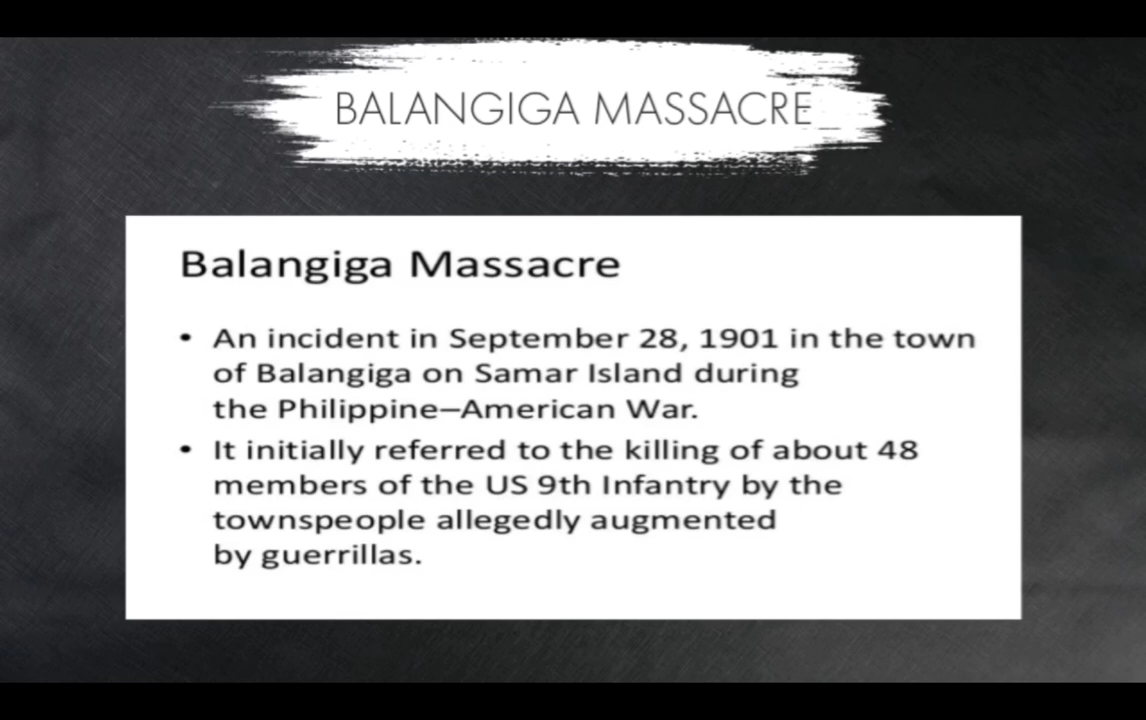 BALANGIGA MASSACRE
Balangiga Massacre
• An incident in September 28, 1901 in the town
of Balangiga on Samar Island during
the Philippine–American War.
• It initially referred to the killing of about 48
members of the US 9th Infantry by the
townspeople allegedly augmented
by guerrillas.